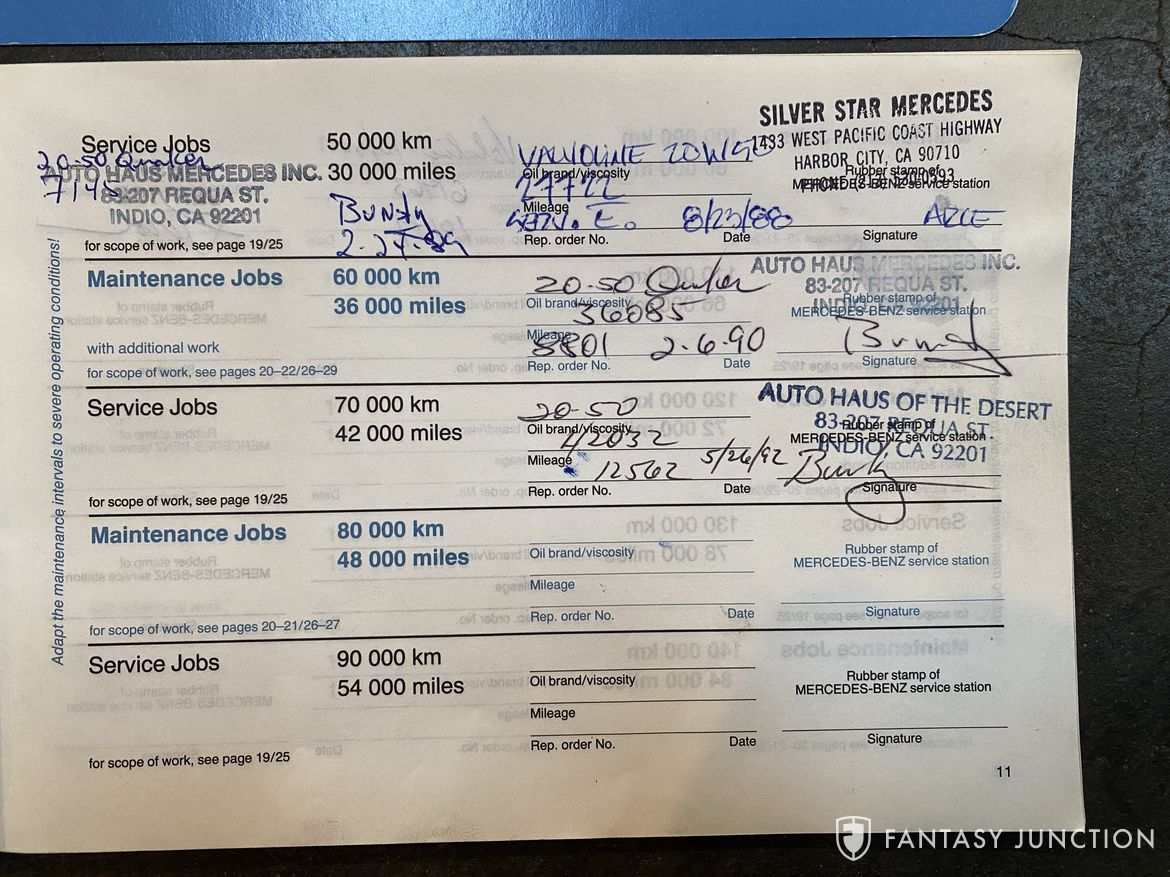 SILVER STAR MERCEDES
1433 WEST PACIFIC COAST HIGHWAY
HARBOR CITY, CA 90710
Service Jobs
50 000 km
30 000 miles
20-50 Quaker
AUTO HAUS MERCEDES INC.
83-207 REQUA ST.
INDIO, CA 92201
Bundy
for scope of work, see page 19/25
Oil brand/viscosity
27722
Mileage
8/23/88
Rep. order No.
Date
Rubber stamp of
MERCEDES-BENZ service station
Signature
Maintenance Jobs
60 000 km
36 000 miles
with additional work
for scope of work, see pages 20–22/26–29
20-50 Quaker
Oil brand/viscosity
36085
Mileage
8801 2-6-90
Rep. order No.
Date
AUTO HAUS MERCEDES INC.
83-207 REQUA ST.
INDIO, CA 92201
Rubber stamp of
MERCEDES-BENZ service station
Signature
Service Jobs
70 000 km
42 000 miles
for scope of work, see page 19/25
20-50
Oil brand/viscosity
42032
Mileage
12562 5/26/92
Rep. order No.
Date
AUTO HAUS OF THE DESERT
83-207 REQUA ST.
INDIO, CA 92201
Rubber stamp of
MERCEDES-BENZ service station
Signature
Maintenance Jobs
80 000 km
48 000 miles
for scope of work, see pages 20–21/26–27
Oil brand/viscosity
Mileage
Rep. order No.
Date
Rubber stamp of
MERCEDES-BENZ service station
Signature
Service Jobs
90 000 km
54 000 miles
for scope of work, see page 19/25
Oil brand/viscosity
Mileage
Rep. order No.
Date
Rubber stamp of
MERCEDES-BENZ service station
Signature
Adapt the maintenance intervals to severe operating conditions!
11
FANTASY JUNCTION